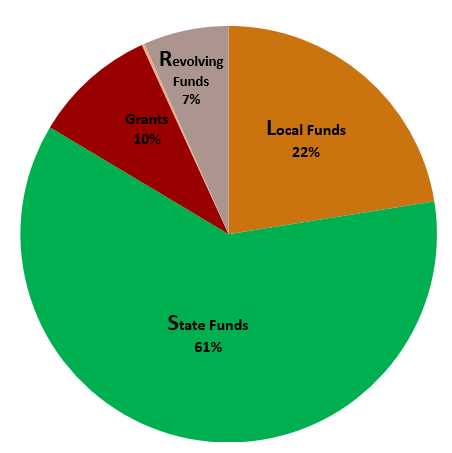 Revolving
Funds
7%
Grants
10%
Local Funds
22%
State Funds
61%